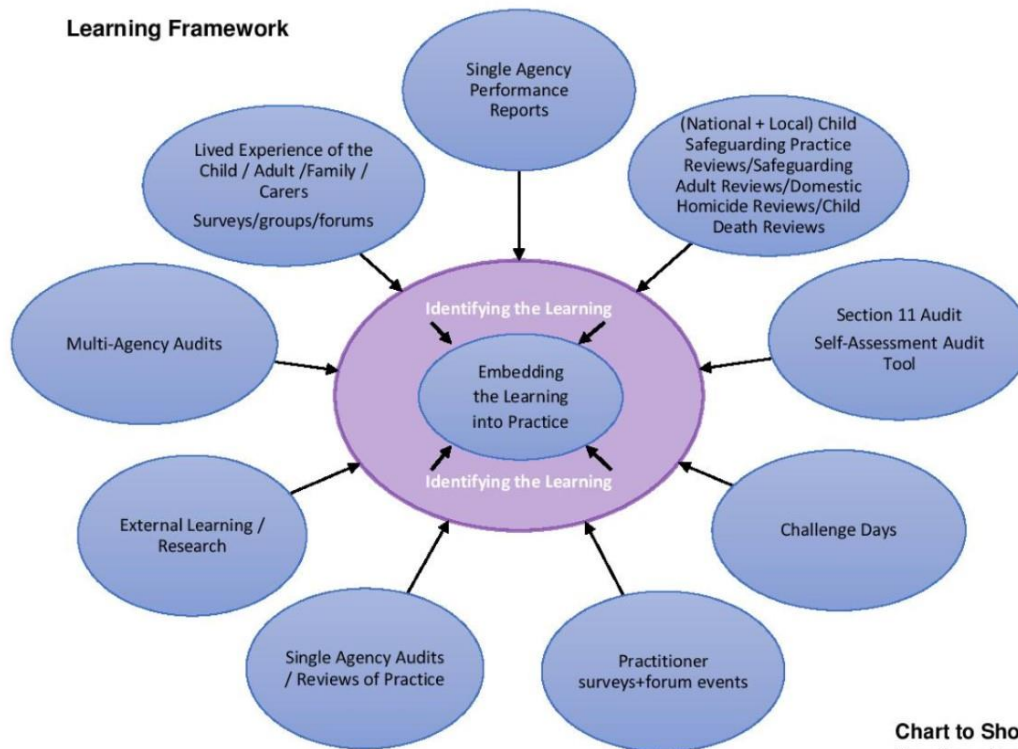 Learning Framework
Single Agency
Performance
Reports
(National + Local) Child
Safeguarding Practice
Reviews/Safeguarding
Adult Reviews/Domestic
Homicide Reviews/Child
Death Reviews
Lived Experience of the
Child / Adult /Family /
Carers
Surveys/groups/forums
Multi-Agency Audits
Identifying the Learning
Section 11 Audit
Self-Assessment Audit
Tool
Embedding
the Learning
into Practice
Identifying the Learning
External Learning /
Research
Challenge Days
Single Agency Audits
/ Reviews of Practice
Practitioner
surveys+forum events
Chart to Sho